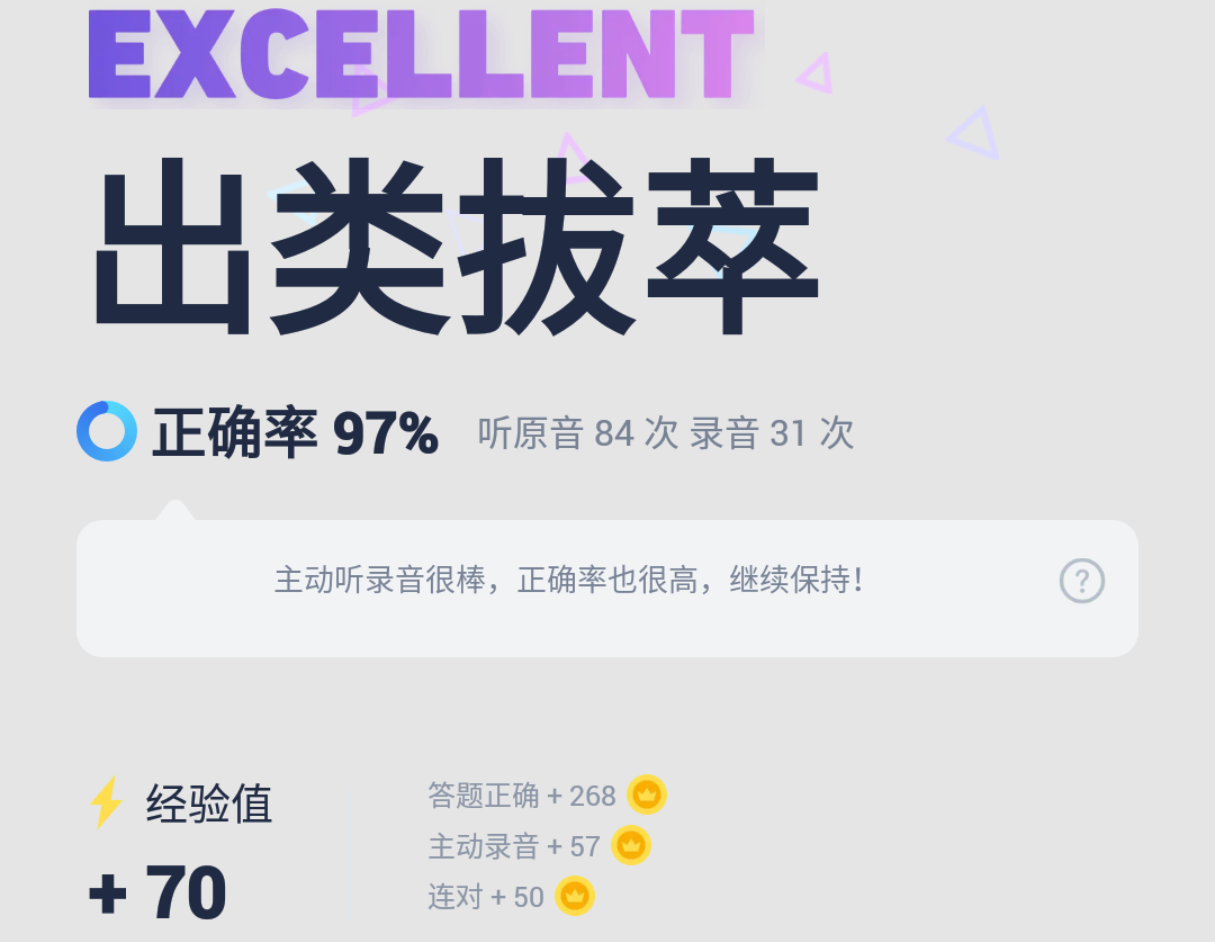 EXCELLENT
出类拔萃
正确率 97% 听原音 84 次 录音 31 次
主动听录音很棒，正确率也很高，继续保持！
?
经验值
+ 70
答题正确 + 268
主动录音 + 57
连对 + 50